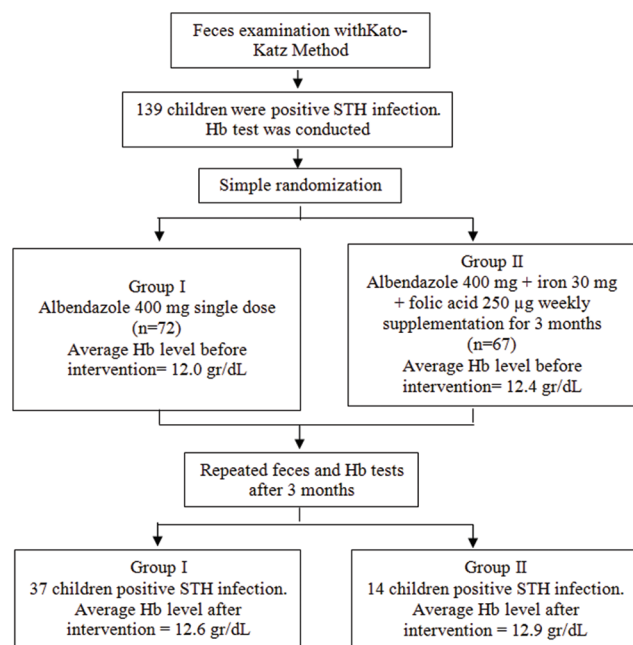 Feces examination withKato-
Katz Method
139 children were positive STH infection.
Hb test was conducted
Simple randomization
Group I
Albendazole 400 mg single dose
(n=72)
Average Hb level before
intervention= 12.0 gr/dL
Group II
Albendazole 400 mg + iron 30 mg
+ folic acid 250 µg weekly
supplementation for 3 months
(n=67)
Average Hb level before
intervention= 12.4 gr/dL
Repeated feces and Hb tests
after 3 months
Group I
37 children positive STH infection.
Average Hb level after
intervention = 12.6 gr/dL
Group II
14 children positive STH infection.
Average Hb level after
intervention = 12.9 gr/dL